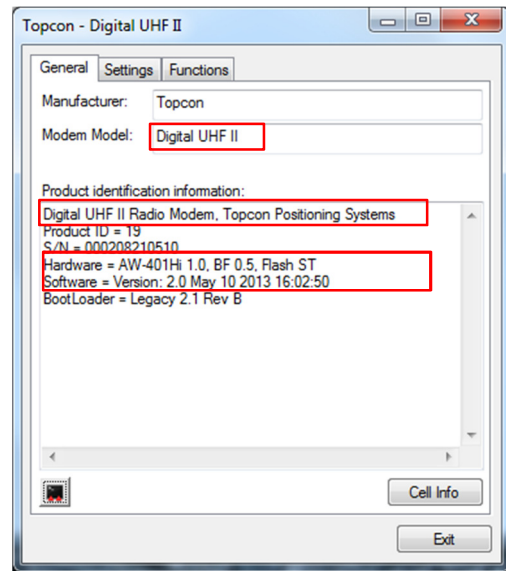 Topcon - Digital UHF II
General Settings Functions
Manufacturer: Topcon
Modem Model: Digital UHF II
Product identification information:
Digital UHF II Radio Modem, Topcon Positioning Systems
Product ID = 19
S/N = 000208210510
Hardware = AW-401Hi 1.0, BF 0.5, Flash ST
Software = Version: 2.0 May 10 2013 16:02:50
BootLoader = Legacy 2.1 Rev B
Cell Info
Exit